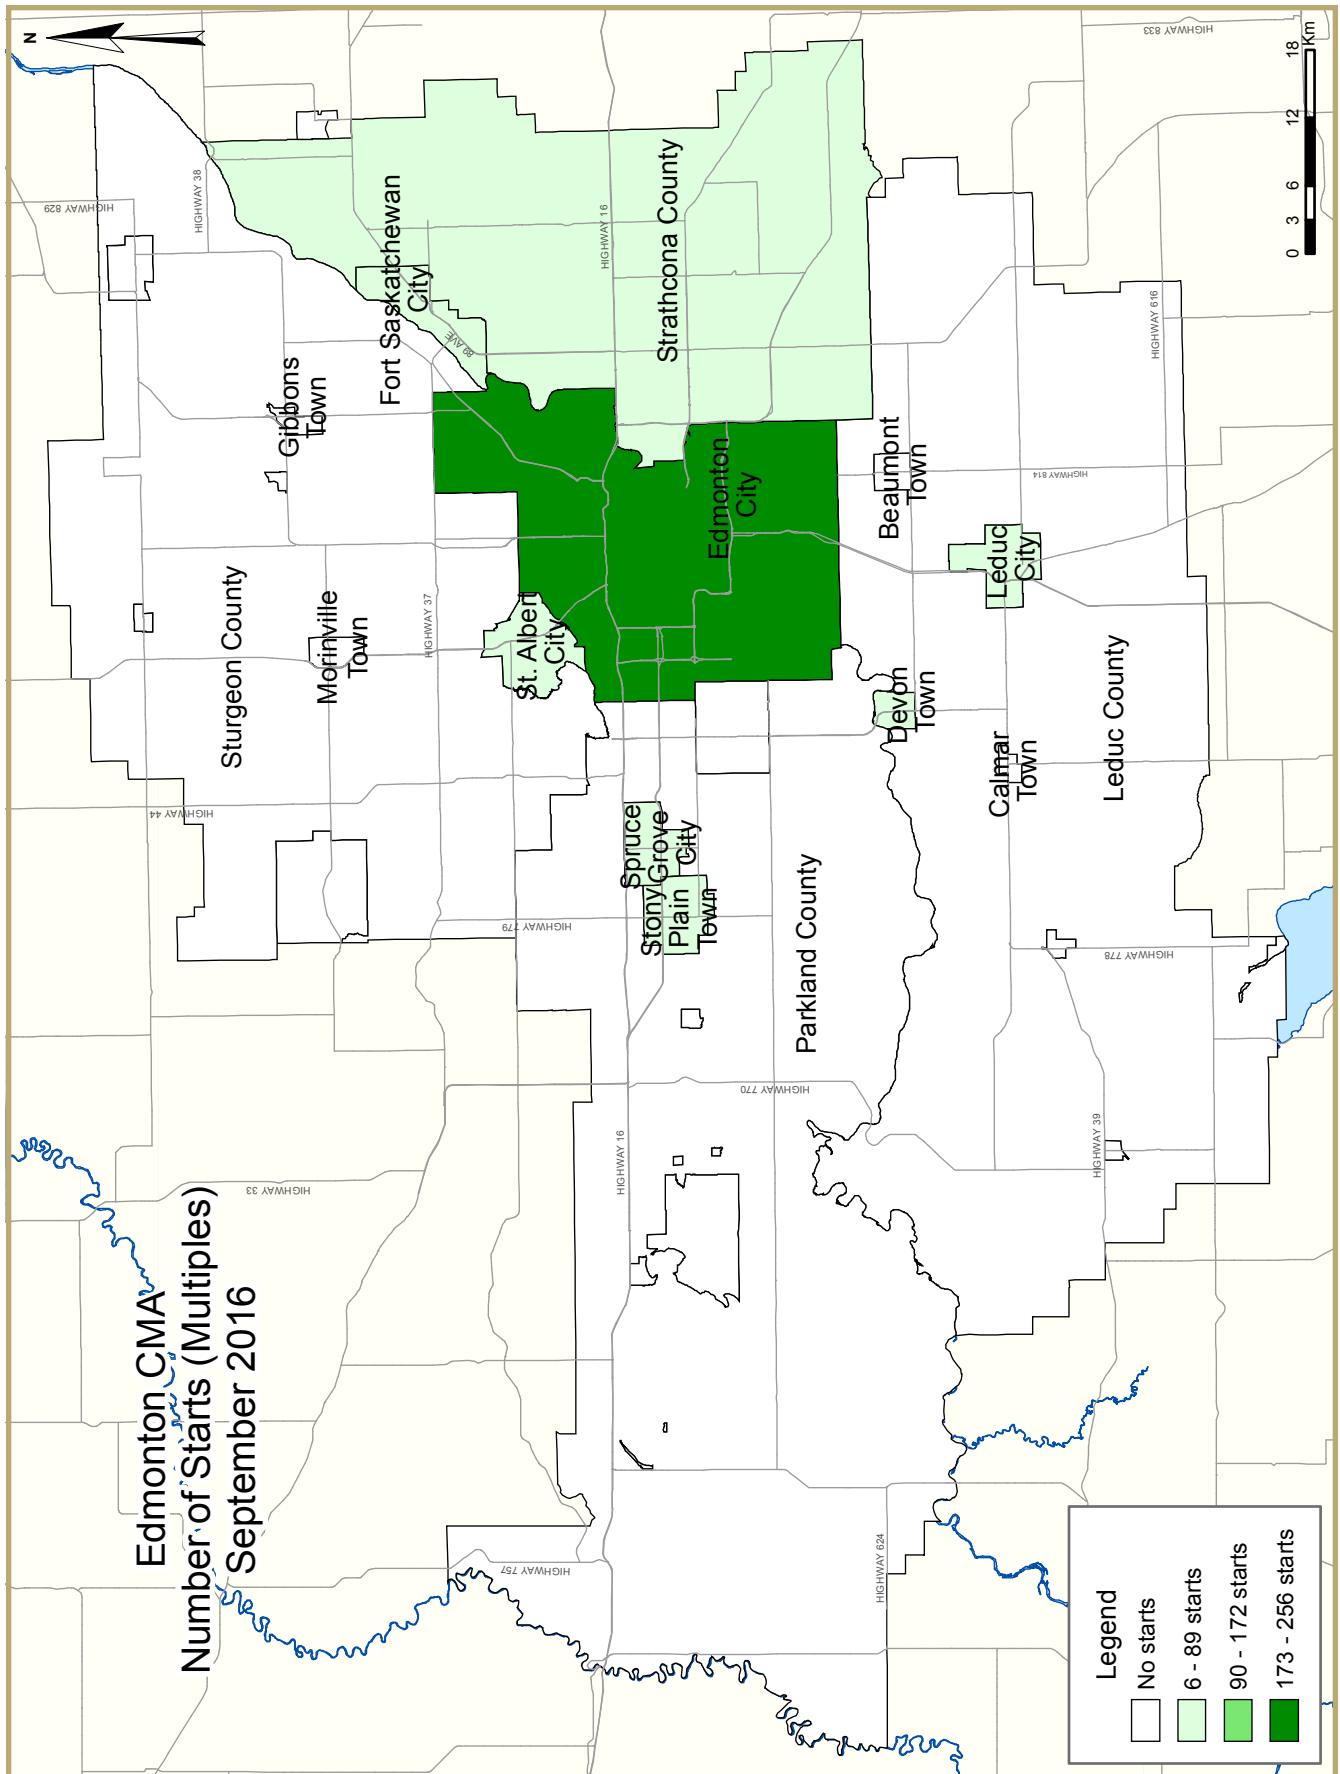 Edmonton CMA
Number of Starts (Multiples)
September 2016
N
HIGHWAY 829
HIGHWAY 38
HIGHWAY 833
Gibbons
Town
Fort Saskatchewan
City
89 AVE
HIGHWAY 44
Sturgeon County
Morinville
Town
HIGHWAY 37
HIGHWAY 33
HIGHWAY 779
St. Albert
City
HIGHWAY 16
Strathcona County
Edmonton
City
Spruce
Grove
City
Stony
Plain
Town
HIGHWAY 16
HIGHWAY 757
HIGHWAY 770
Parkland County
Devon
Town
Beaumont
Town
HIGHWAY 814
Leduc
City
Calmar
Town
Leduc County
HIGHWAY 616
HIGHWAY 778
HIGHWAY 39
HIGHWAY 624
Legend
No starts
6 - 89 starts
90 - 172 starts
173 - 256 starts
0 3 6 12 18
Km